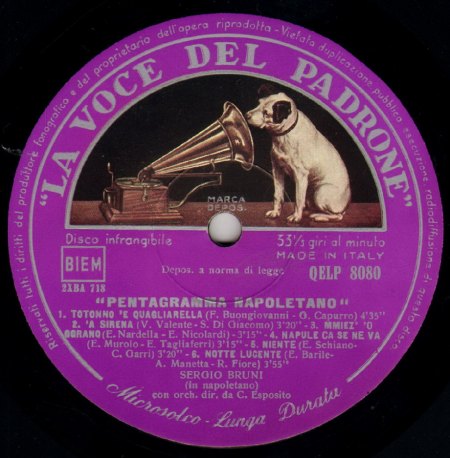 Riservati tutti i diritti del produttore fonografico e del proprietario dell'opera riprodotta - Vietata duplicazione pubblica esecuzione radiodiffusione di questo disco
"LA VOCE DEL PADRONE"
MARCA
DEPOS.
Disco infrangibile
33⅓ giri al minuto
MADE IN ITALY
BIEM
2XBA 718
Depos. a norma di legge
QELP 8080
"PENTAGRAMMA NAPOLETANO"
1. TOTONNO 'E QUAGLIARELLA (F. Buongiovanni - G. Capurro) 4'35"
2. 'A SIRENA (V. Valente - S. Di Giacomo) 3'20" - 3. MMIEZ' 'O
GRANO (E. Nardella - E. Nicolardi) - 3'15" - 4. NAPULE CA SE NE VA
(E. Murolo - E. Tagliaferri) 3'15" - 5. NIENTE (E. Schiano-
C. Garri) 3'20" - 6. NOTTE LUCENTE (E. Barile-
A. Manetta - R. Fiore) 3'55"
SERGIO BRUNI
(in napoletano)
con orch. dir. da C. Esposito
Microsolco - Lunga Durata